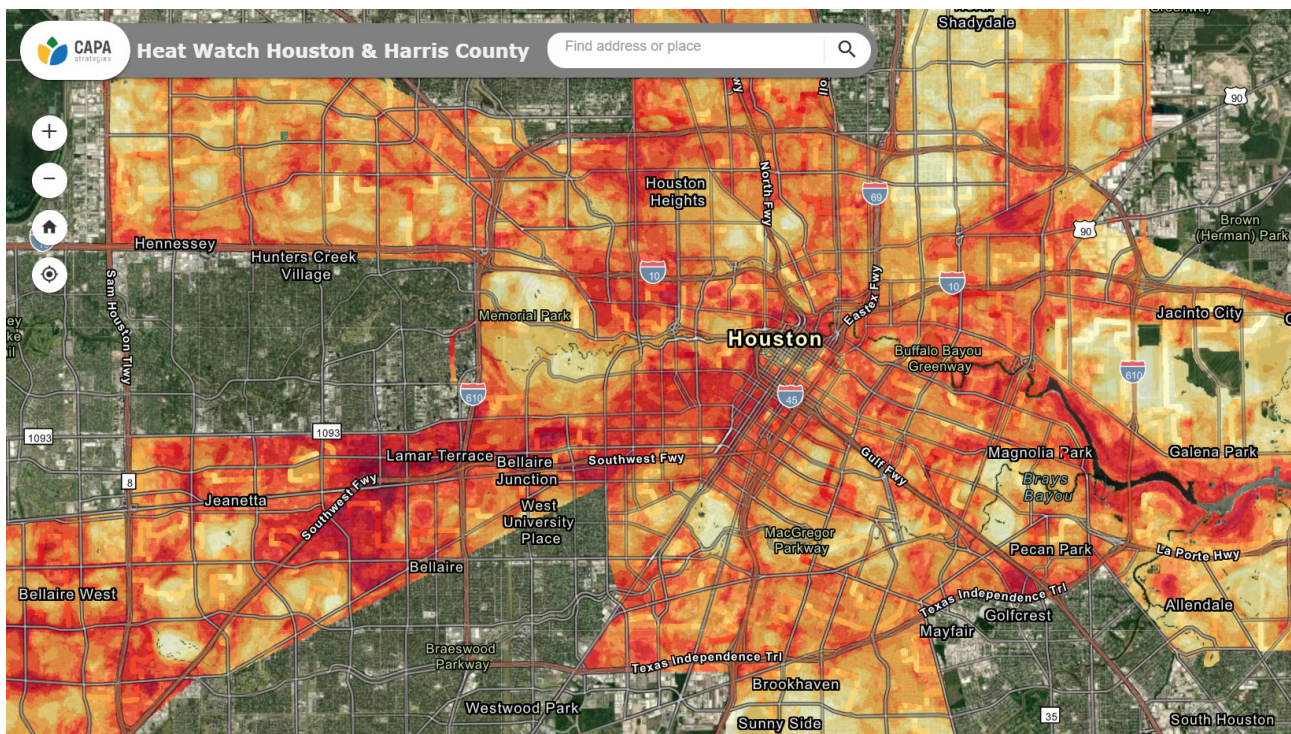 Shadydale
Greenway
CAPA
strategies
Heat Watch Houston & Harris County
Find address or place
+
−
90
North Fwy
Houston
Heights
69
Brown
(Herman) Park
90
Hennessey
Hunters Creek
Village
10
10
Sam Houston Tllwy
Memorial Park
Eastex Fwy
Jacinto City
Houston
Buffalo Bayou
Greenway
610
610
45
1093
1093
Lamar Terrace
Bellaire
Junction
Southwest Fwy
Gulf Fwy
Magnolia Park
Galena Park
8
Jeanetta
Southwest Fwy
Brays
Bayou
West
University
Place
MacGregor
Parkway
Pecan Park
La Porte Hwy
Bellaire
Bellaire West
Texas Independence Trl
Golfcrest
Allendale
Mayfair
Braeswood
Parkway
Texas Independence Trl
Brookhaven
Westwood Park
35
Sunny Side
South Houston